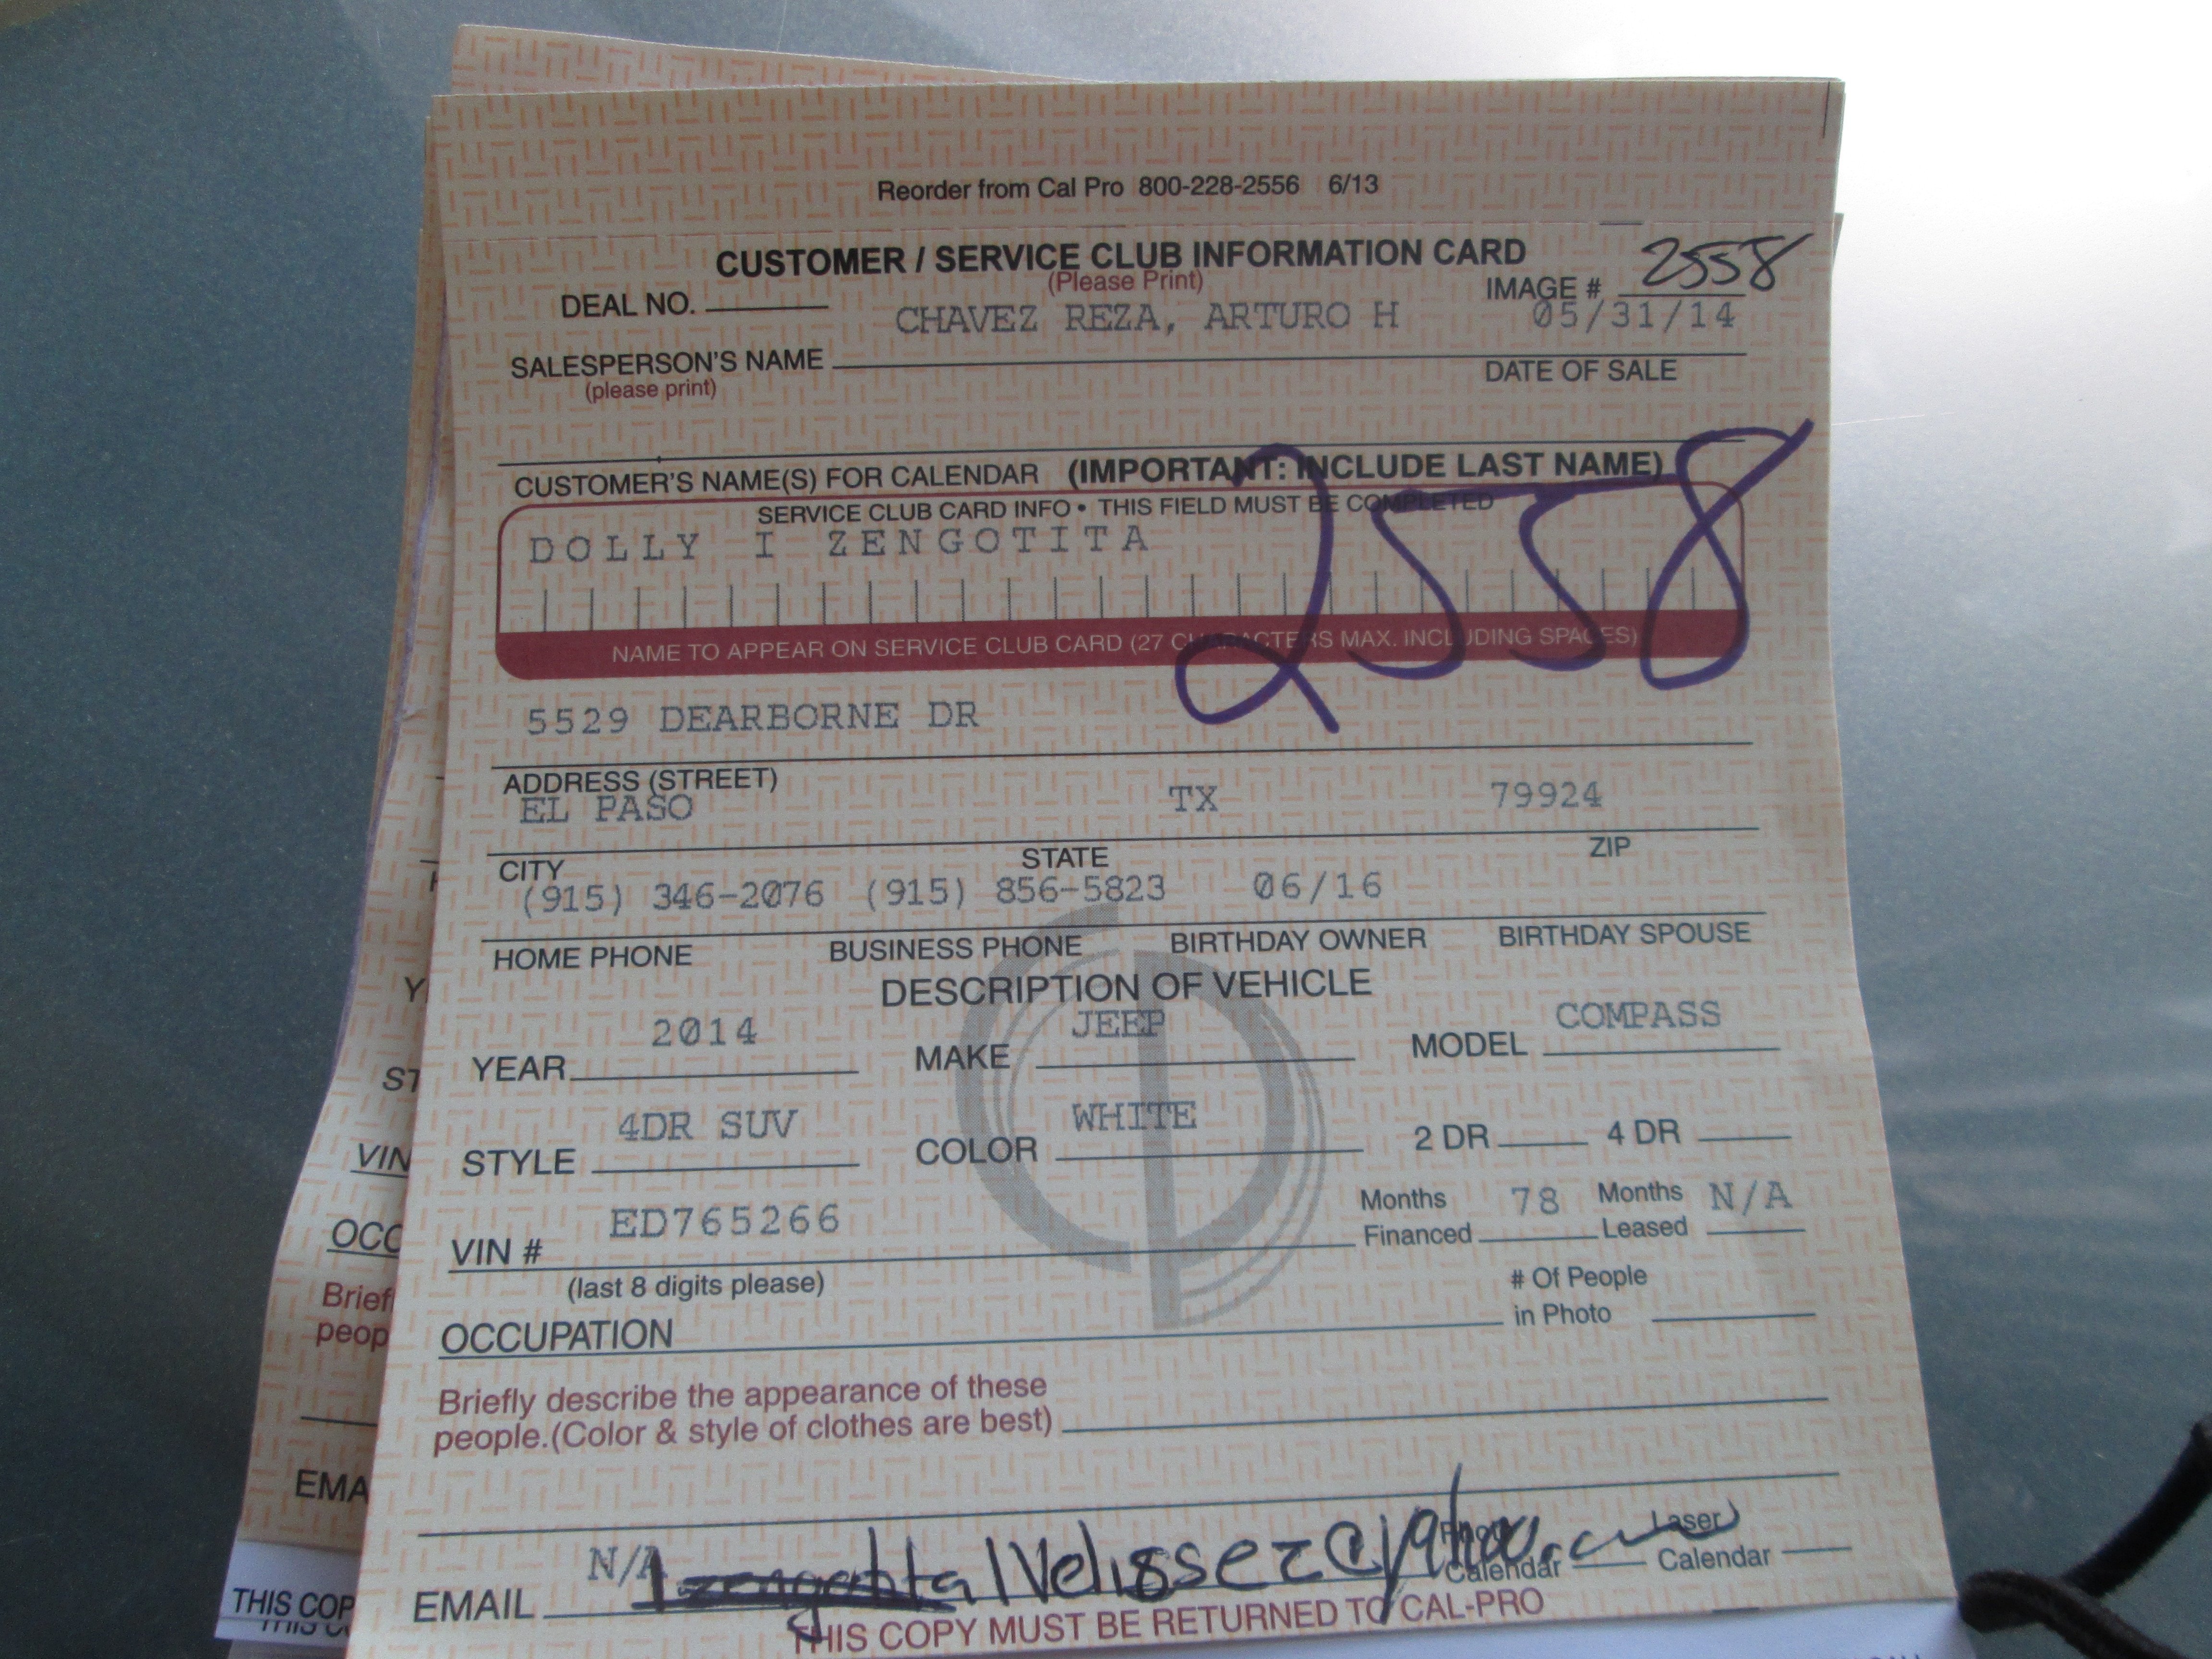 Reorder from Cal Pro 800-228-2556 6/13
CUSTOMER / SERVICE CLUB INFORMATION CARD
(Please Print)
IMAGE # 2558
DEAL NO.
CHAVEZ REZA, ARTURO H 05/31/14
SALESPERSON'S NAME
(please print)
DATE OF SALE
CUSTOMER'S NAME(S) FOR CALENDAR (IMPORTANT: INCLUDE LAST NAME)
2558
SERVICE CLUB CARD INFO • THIS FIELD MUST BE COMPLETED
DOLLY I ZENGOTITA
NAME TO APPEAR ON SERVICE CLUB CARD (27 CHARACTERS MAX. INCLUDING SPACES)
5529 DEARBORNE DR
ADDRESS (STREET)
EL PASO TX 79924
CITY STATE ZIP
(915) 346-2076 (915) 856-5823 06/16
HOME PHONE BUSINESS PHONE BIRTHDAY OWNER BIRTHDAY SPOUSE
DESCRIPTION OF VEHICLE
YEAR 2014 MAKE JEEP MODEL COMPASS
STYLE 4DR SUV COLOR WHITE 2 DR 4 DR
VIN # ED765266
(last 8 digits please)
Months Financed 78 Months Leased N/A
OCCUPATION
# Of People
in Photo
Briefly describe the appearance of these
people.(Color & style of clothes are best)
Photo Calendar Laser Calendar
EMAIL N/A
THIS COPY MUST BE RETURNED TO CAL-PRO
VIN
Brief
peop
THIS COP